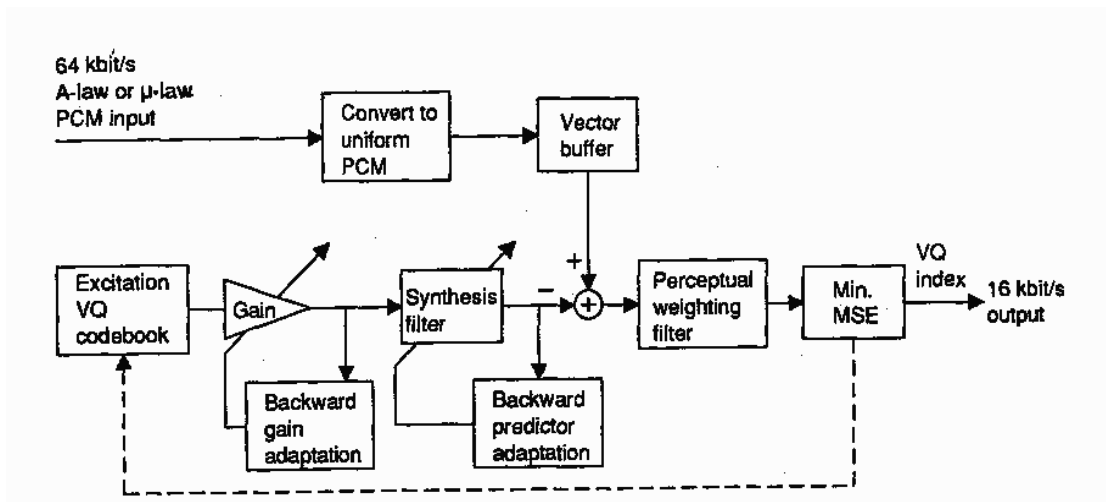 64 kbit/s
A-law or μ-law
PCM input
Convert to
uniform
PCM
Vector
buffer
Excitation
VQ
codebook
Gain
Synthesis
filter
+
−
+
Perceptual
weighting
filter
Min.
MSE
VQ
index
16 kbit/s
output
Backward
gain
adaptation
Backward
predictor
adaptation